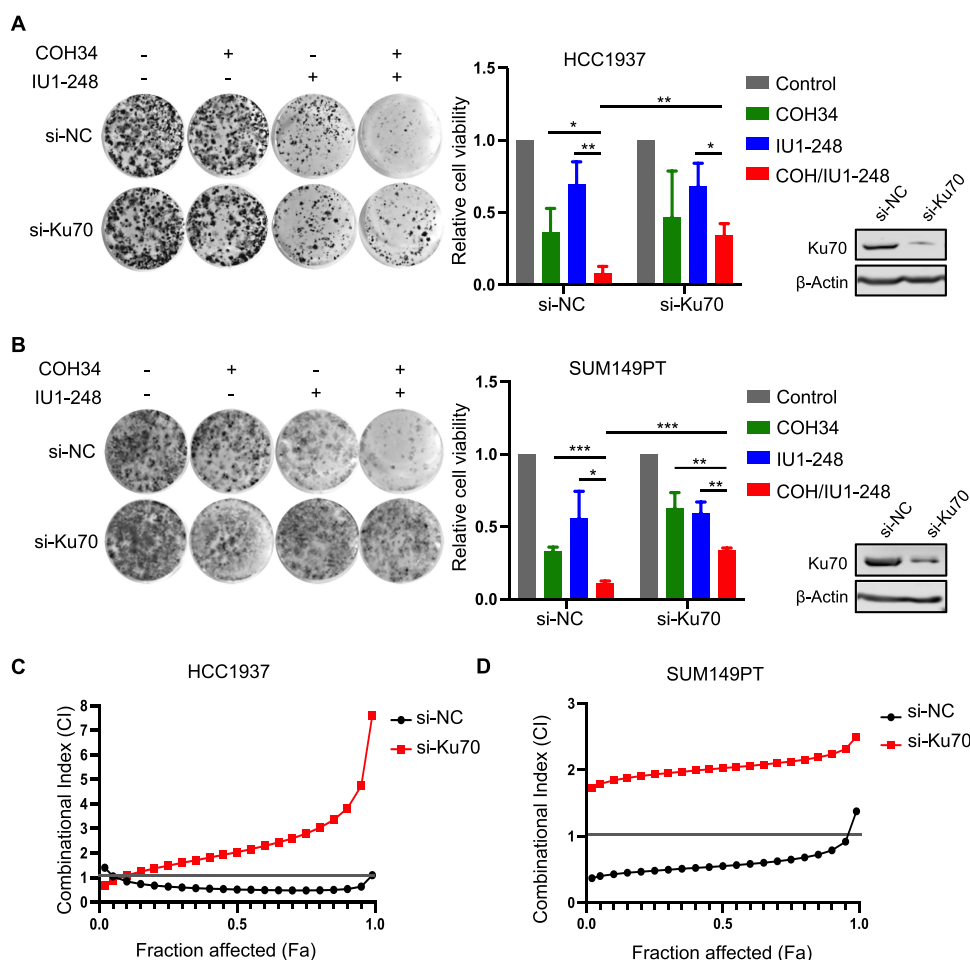 A
COH34 - + - +
IU1-248 - - + +
si-NC
si-Ku70
HCC1937
Relative cell viability
1.5
1.0
0.5
0.0
* ** ** *
si-NC si-Ku70
Control
COH34
IU1-248
COH/IU1-248
si-NC si-Ku70
Ku70
β-Actin
B
COH34 - + - +
IU1-248 - - + +
si-NC
si-Ku70
SUM149PT
Relative cell viability
1.5
1.0
0.5
0.0
*** * *** ** **
si-NC si-Ku70
Control
COH34
IU1-248
COH/IU1-248
si-NC si-Ku70
Ku70
β-Actin
C
HCC1937
Combinational Index (CI)
8
7
6
5
4
3
2
1
0
0.0 0.5 1.0
Fraction affected (Fa)
si-NC
si-Ku70
D
SUM149PT
Combinational Index (CI)
3
2
1
0
0.0 0.5 1.0
Fraction affected (Fa)
si-NC
si-Ku70